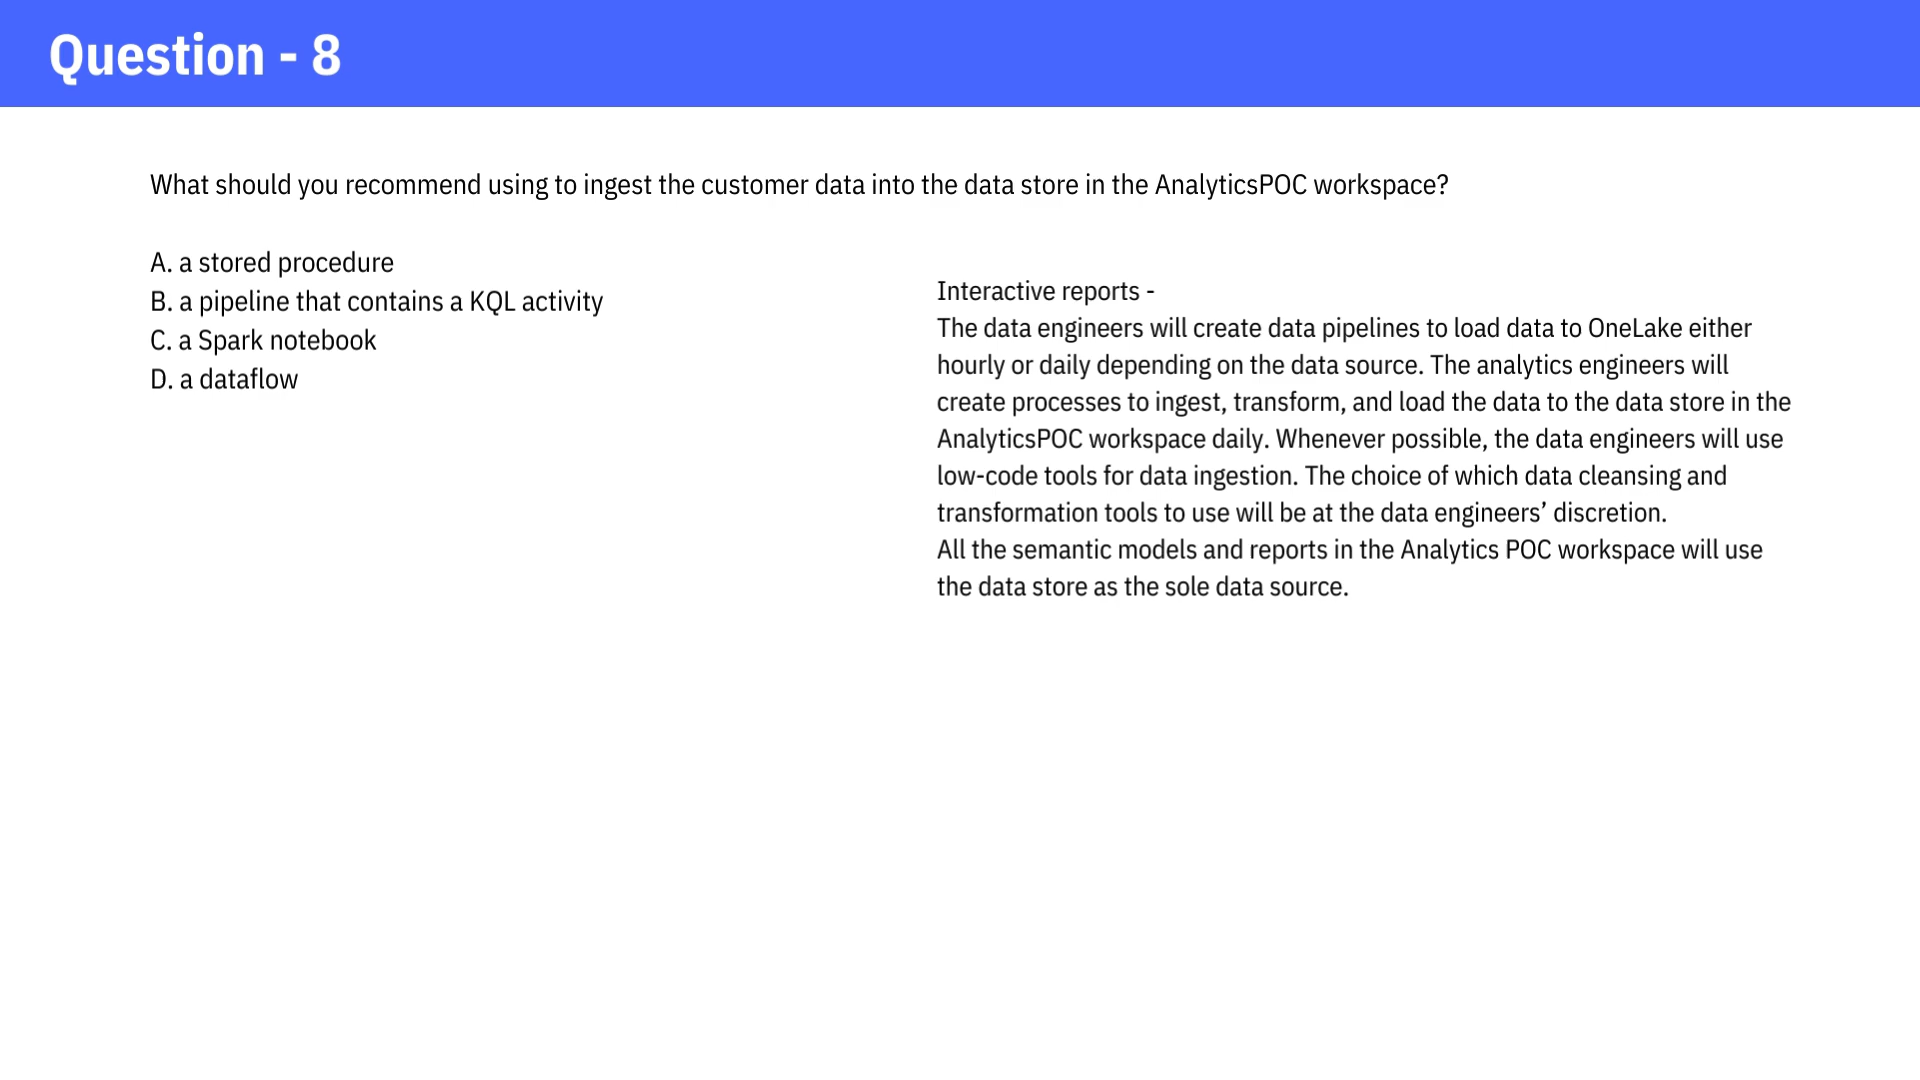 Question - 8
What should you recommend using to ingest the customer data into the data store in the AnalyticsPOC workspace?
A. a stored procedure
B. a pipeline that contains a KQL activity
C. a Spark notebook
D. a dataflow
Interactive reports -
The data engineers will create data pipelines to load data to OneLake either
hourly or daily depending on the data source. The analytics engineers will
create processes to ingest, transform, and load the data to the data store in the
AnalyticsPOC workspace daily. Whenever possible, the data engineers will use
low-code tools for data ingestion. The choice of which data cleansing and
transformation tools to use will be at the data engineers’ discretion.
All the semantic models and reports in the Analytics POC workspace will use
the data store as the sole data source.